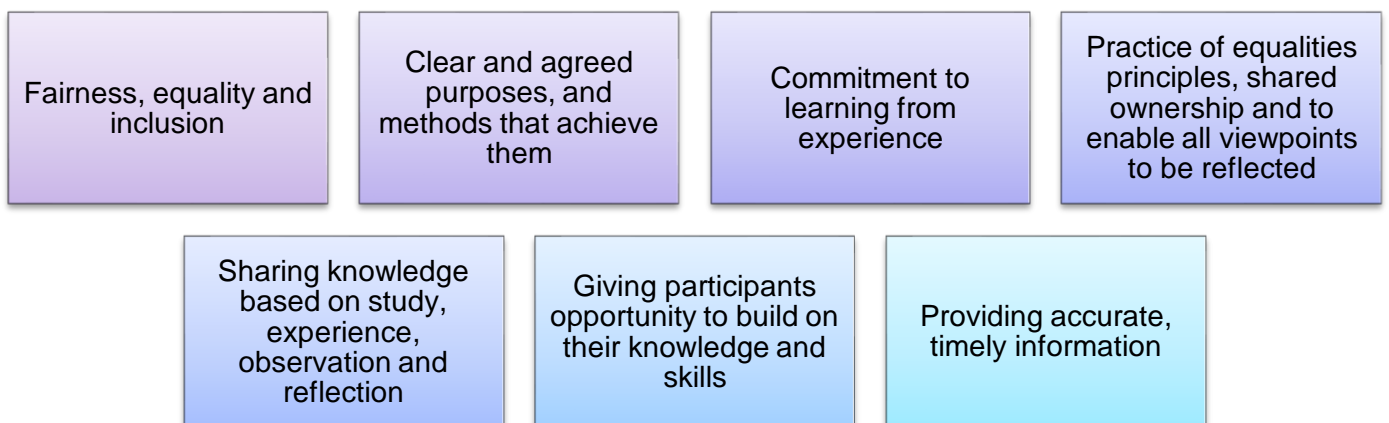 Fairness, equality and
inclusion
Clear and agreed
purposes, and
methods that achieve
them
Commitment to
learning from
experience
Practice of equalities
principles, shared
ownership and to
enable all viewpoints
to be reflected
Sharing knowledge
based on study,
experience,
observation and
reflection
Giving participants
opportunity to build on
their knowledge and
skills
Providing accurate,
timely information